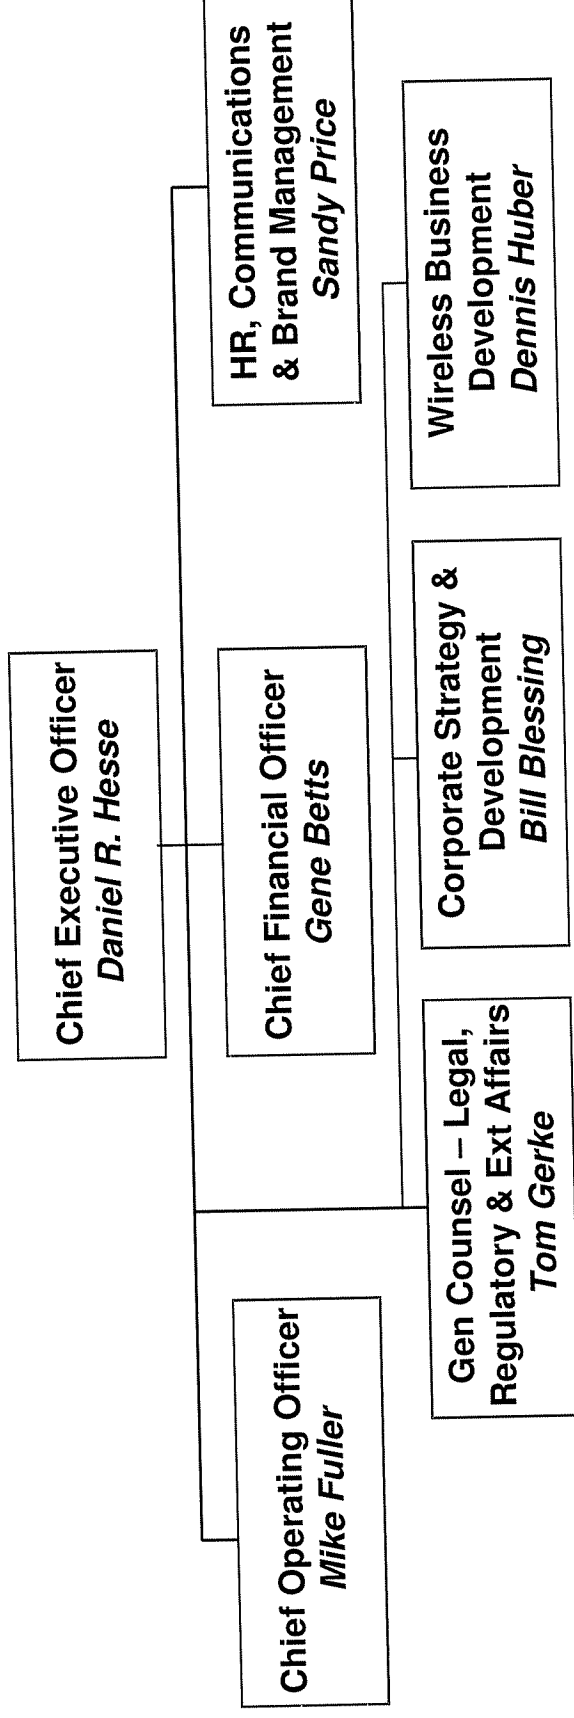 Chief Executive Officer
Daniel R. Hesse
Chief Operating Officer
Mike Fuller
Chief Financial Officer
Gene Betts
HR, Communications
& Brand Management
Sandy Price
Gen Counsel – Legal,
Regulatory & Ext Affairs
Tom Gerke
Corporate Strategy &
Development
Bill Blessing
Wireless Business
Development
Dennis Huber